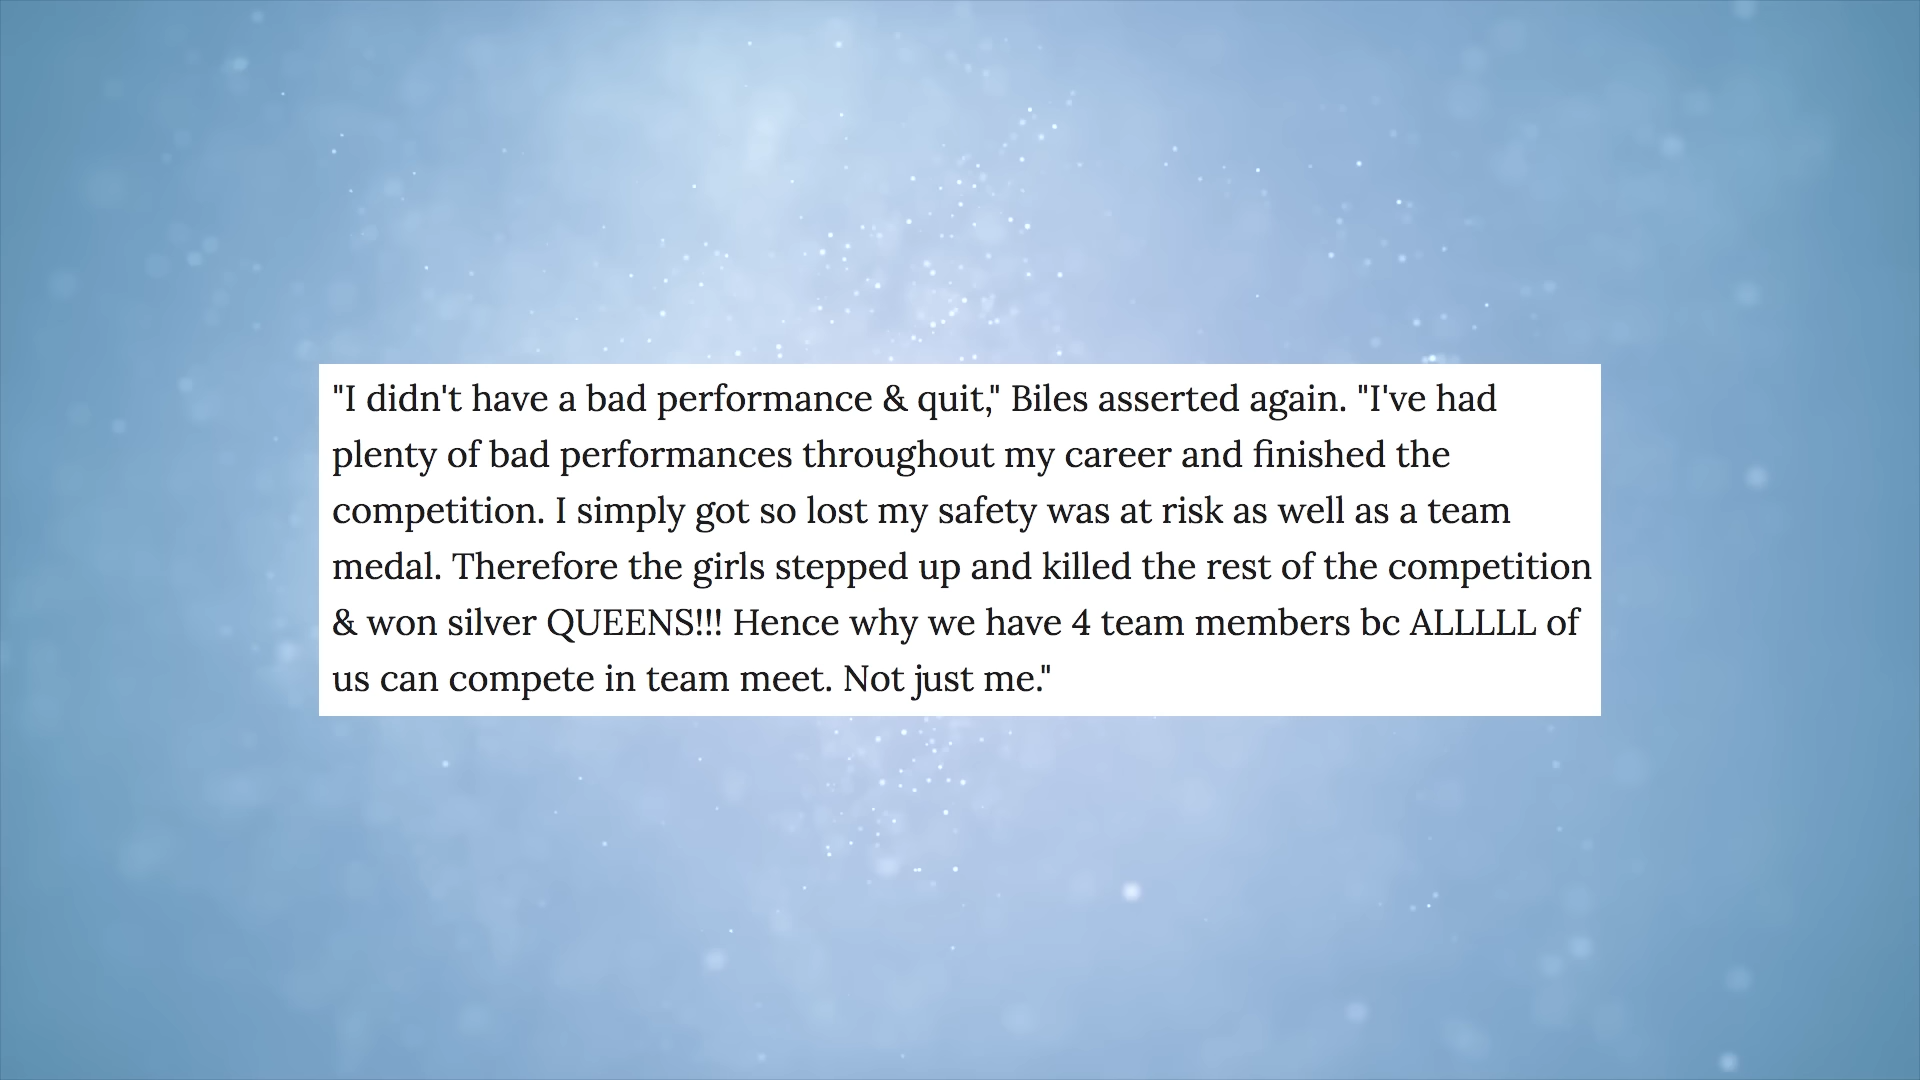 "I didn't have a bad performance & quit," Biles asserted again. "I've had
plenty of bad performances throughout my career and finished the
competition. I simply got so lost my safety was at risk as well as a team
medal. Therefore the girls stepped up and killed the rest of the competition
& won silver QUEENS!!! Hence why we have 4 team members bc ALLLLL of
us can compete in team meet. Not just me."